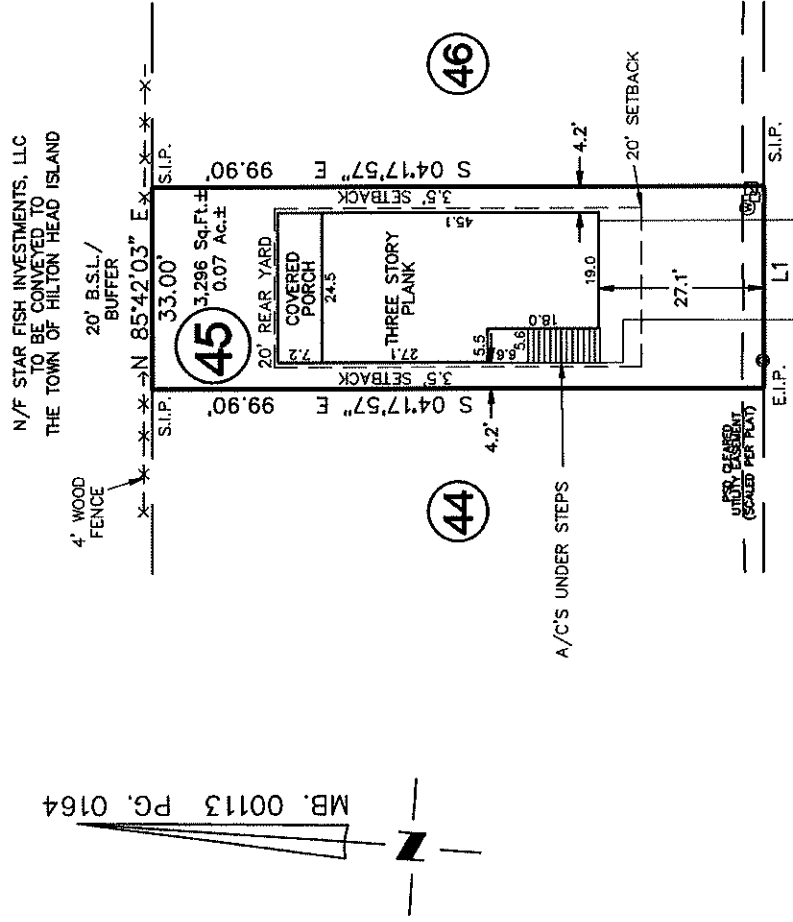 N/F STAR FISH INVESTMENTS, LLC
TO BE CONVEYED TO
THE TOWN OF HILTON HEAD ISLAND
4' WOOD
FENCE
20' B.S.L./
BUFFER
N 85°42'03" E
33.00'
S.I.P.
S.I.P.
3,296 Sq.Ft.±
0.07 Ac.±
45
20' REAR YARD
COVERED
PORCH
7.2
24.5
THREE STORY
PLANK
27.1
45.1
5.5
6.6
5.6
18.0
19.0
3.5' SETBACK
3.5' SETBACK
S 04°17'57" E 99.90'
S 04°17'57" E 99.90'
4.2'
4.2'
44
46
20' SETBACK
A/C'S UNDER STEPS
27.1'
PSD CLEARED
UTILITY EASEMENT
(SCALED PER PLAT)
E.I.P.
L1
S.I.P.
W
MB. 00113 PG. 0164
N